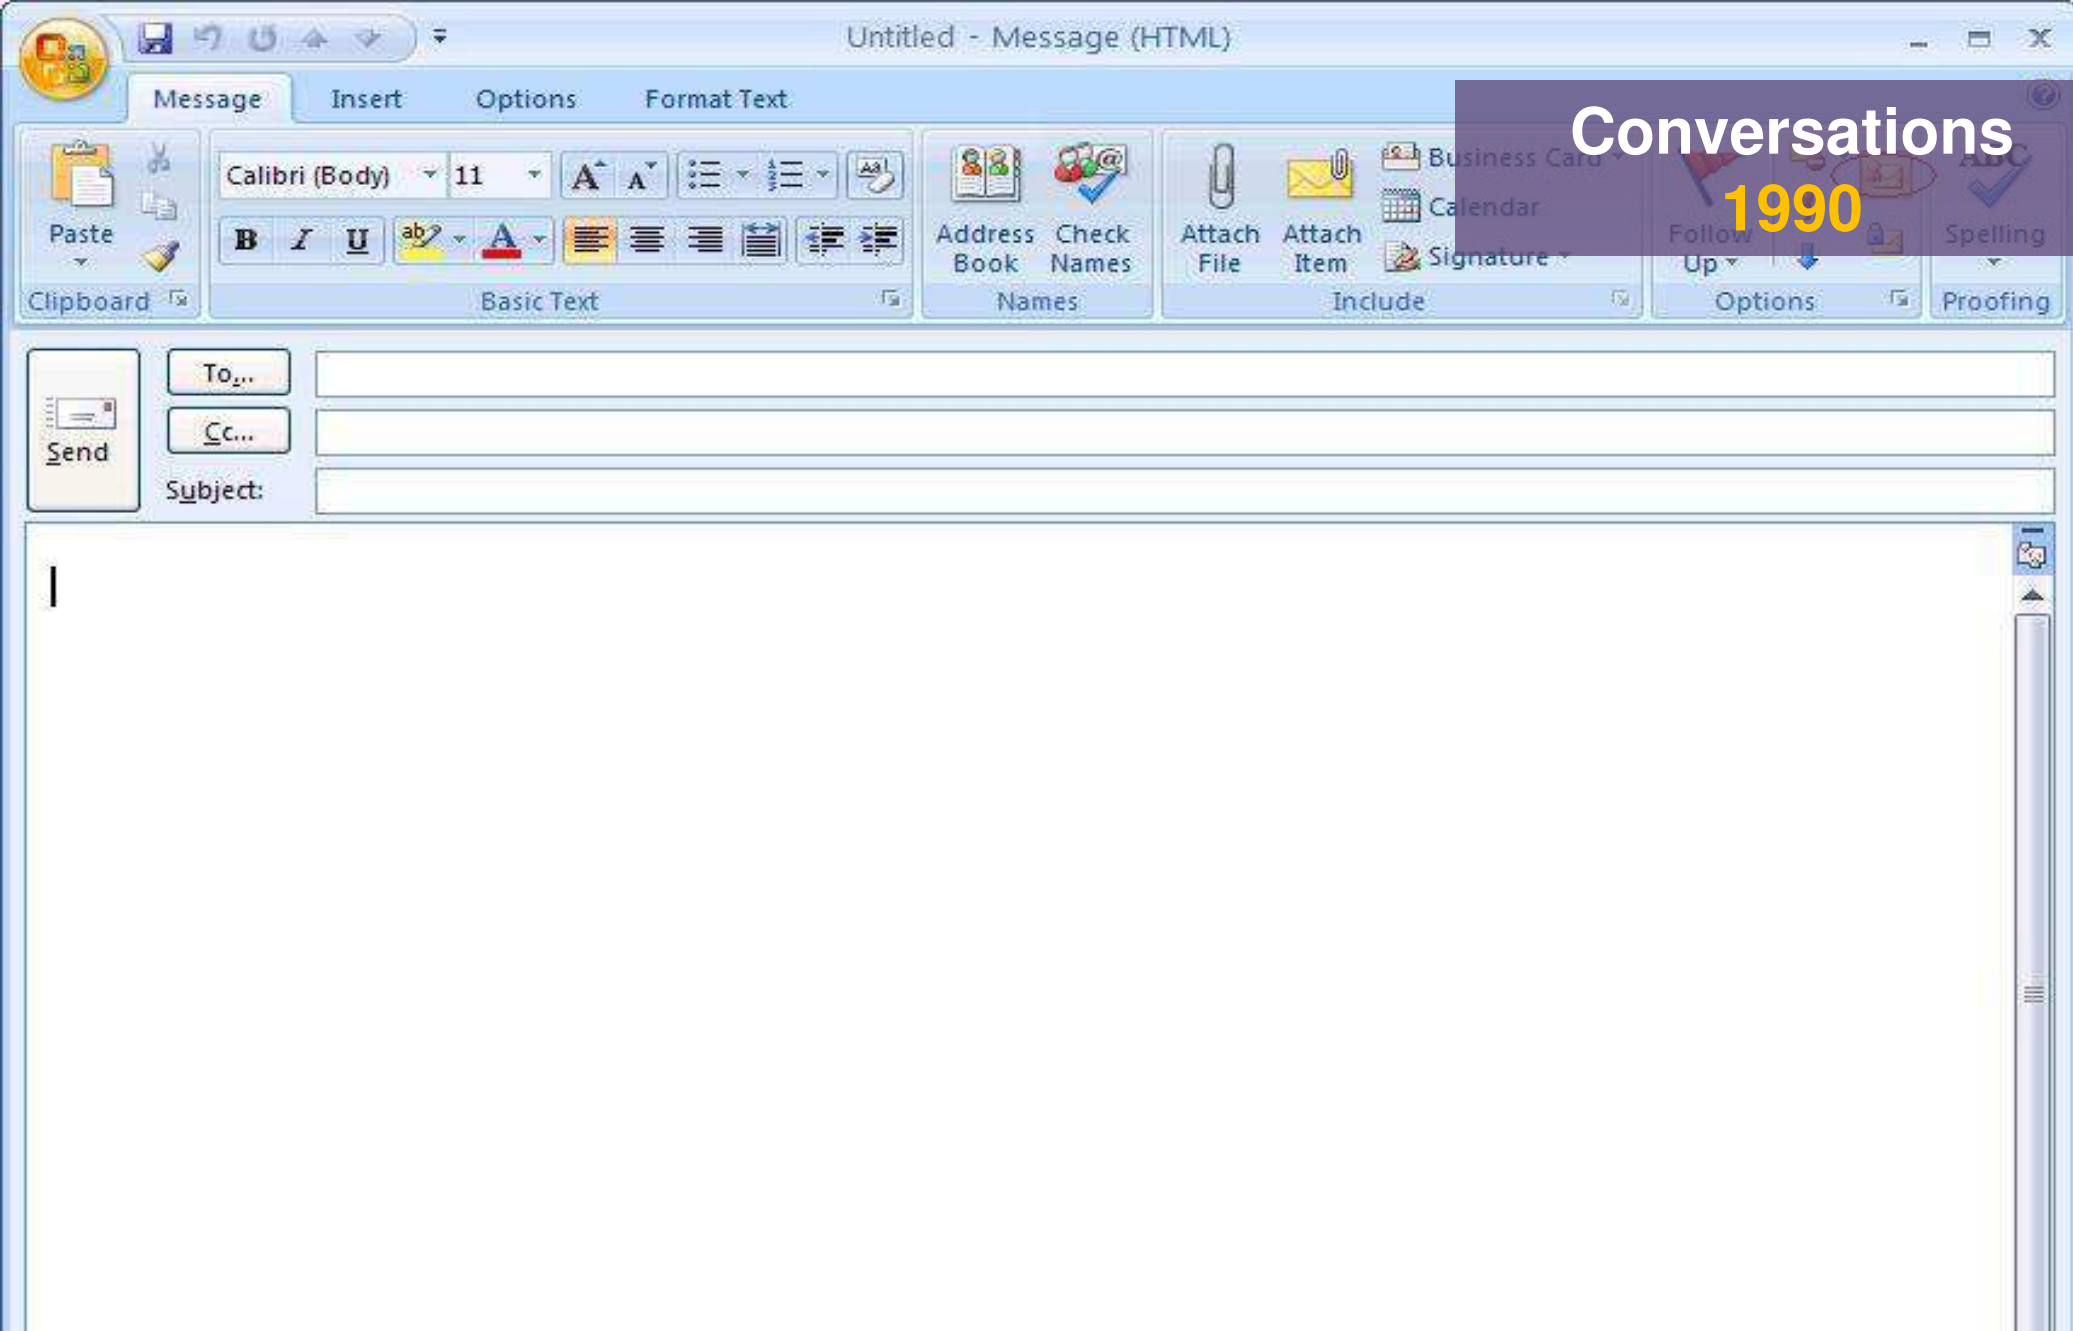 Untitled - Message (HTML)
Message Insert Options Format Text
Conversations
1990
Calibri (Body) 11
Paste
B I U
Address Book
Check Names
Attach File
Attach Item
Business Card
Calendar
Signature
Follow Up
ABC
Spelling
Clipboard Basic Text Names Include Options Proofing
Send
To...
Cc...
Subject: